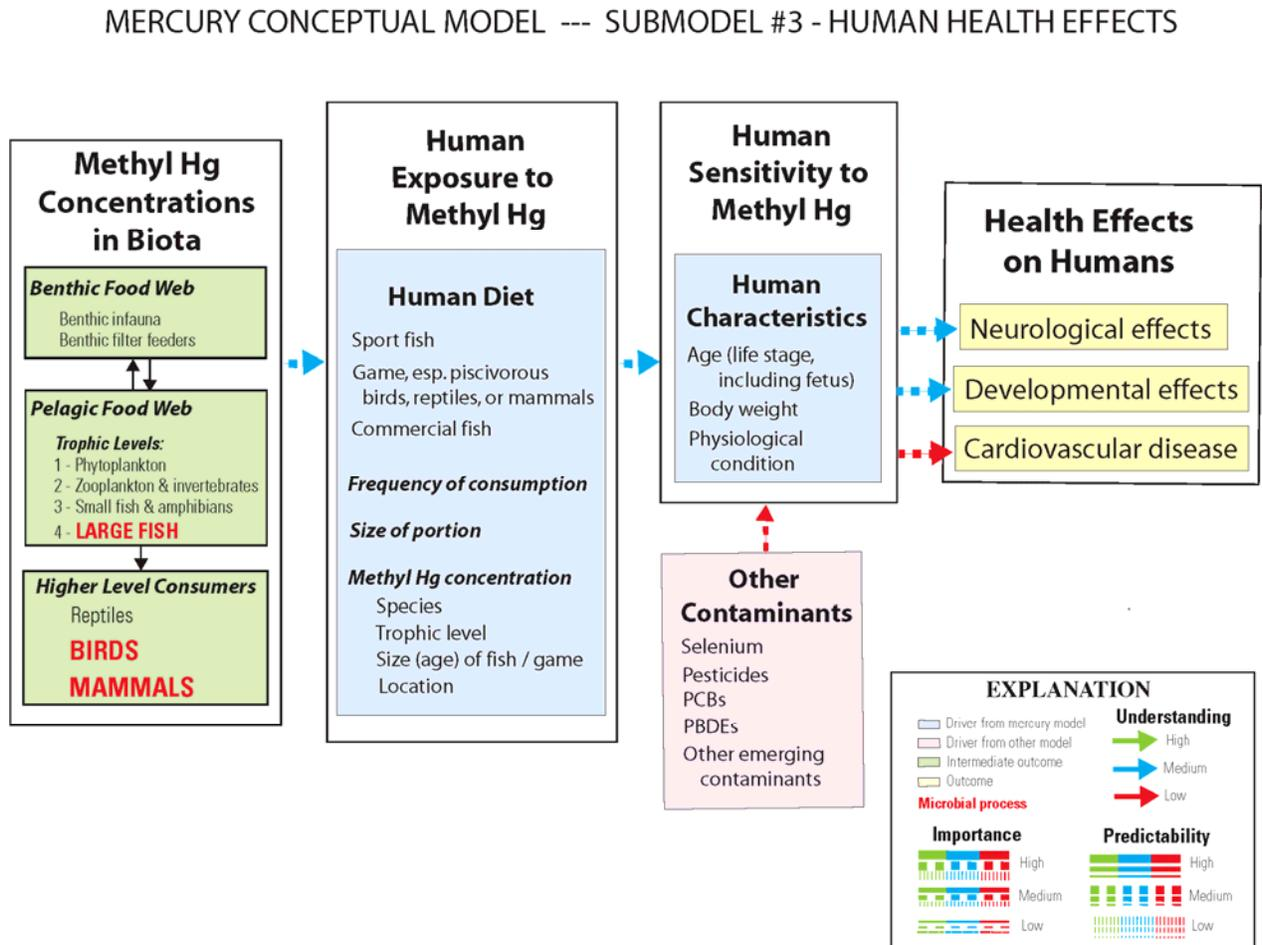 MERCURY CONCEPTUAL MODEL --- SUBMODEL #3 - HUMAN HEALTH EFFECTS
Methyl Hg
Concentrations
in Biota
Benthic Food Web
Benthic infauna
Benthic filter feeders
Pelagic Food Web
Trophic Levels:
1 - Phytoplankton
2 - Zooplankton & invertebrates
3 - Small fish & amphibians
4 - LARGE FISH
Higher Level Consumers
Reptiles
BIRDS
MAMMALS
Human
Exposure to
Methyl Hg
Human Diet
Sport fish
Game, esp. piscivorous
birds, reptiles, or mammals
Commercial fish
Frequency of consumption
Size of portion
Methyl Hg concentration
Species
Trophic level
Size (age) of fish / game
Location
Human
Sensitivity to
Methyl Hg
Human
Characteristics
Age (life stage,
including fetus)
Body weight
Physiological
condition
Other
Contaminants
Selenium
Pesticides
PCBs
PBDEs
Other emerging
contaminants
Health Effects
on Humans
Neurological effects
Developmental effects
Cardiovascular disease
EXPLANATION
Driver from mercury model
Driver from other model
Intermediate outcome
Outcome
Microbial process
Understanding
High
Medium
Low
Importance
High
Medium
Low
Predictability
High
Medium
Low